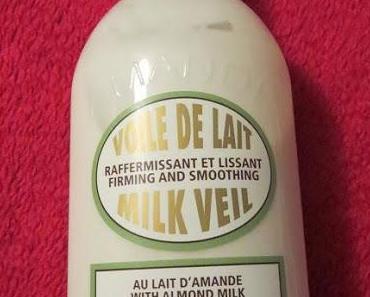 VOILE DE LAIT
RAFFERMISSANT ET LISSANT
FIRMING AND SMOOTHING
MILK VEIL
AU LAIT D'AMANDE
WITH ALMOND MILK